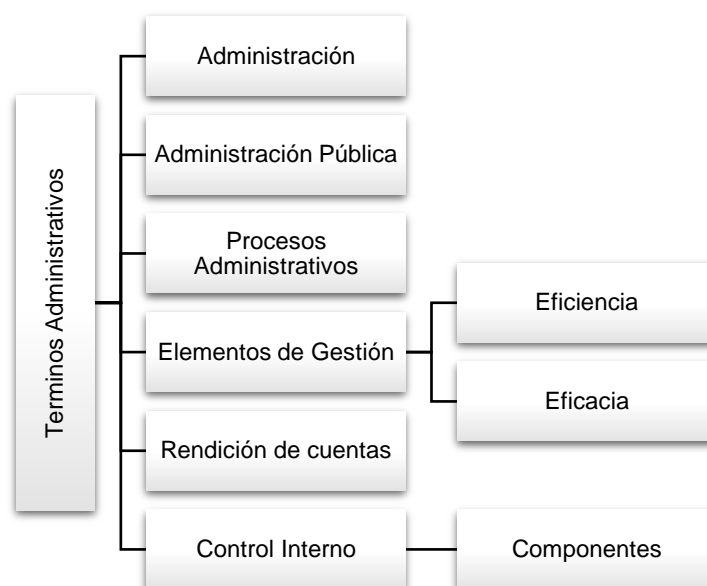 Terminos Administrativos
Administración
Administración Pública
Procesos
Administrativos
Elementos de Gestión
Eficiencia
Eficacia
Rendición de cuentas
Control Interno
Componentes